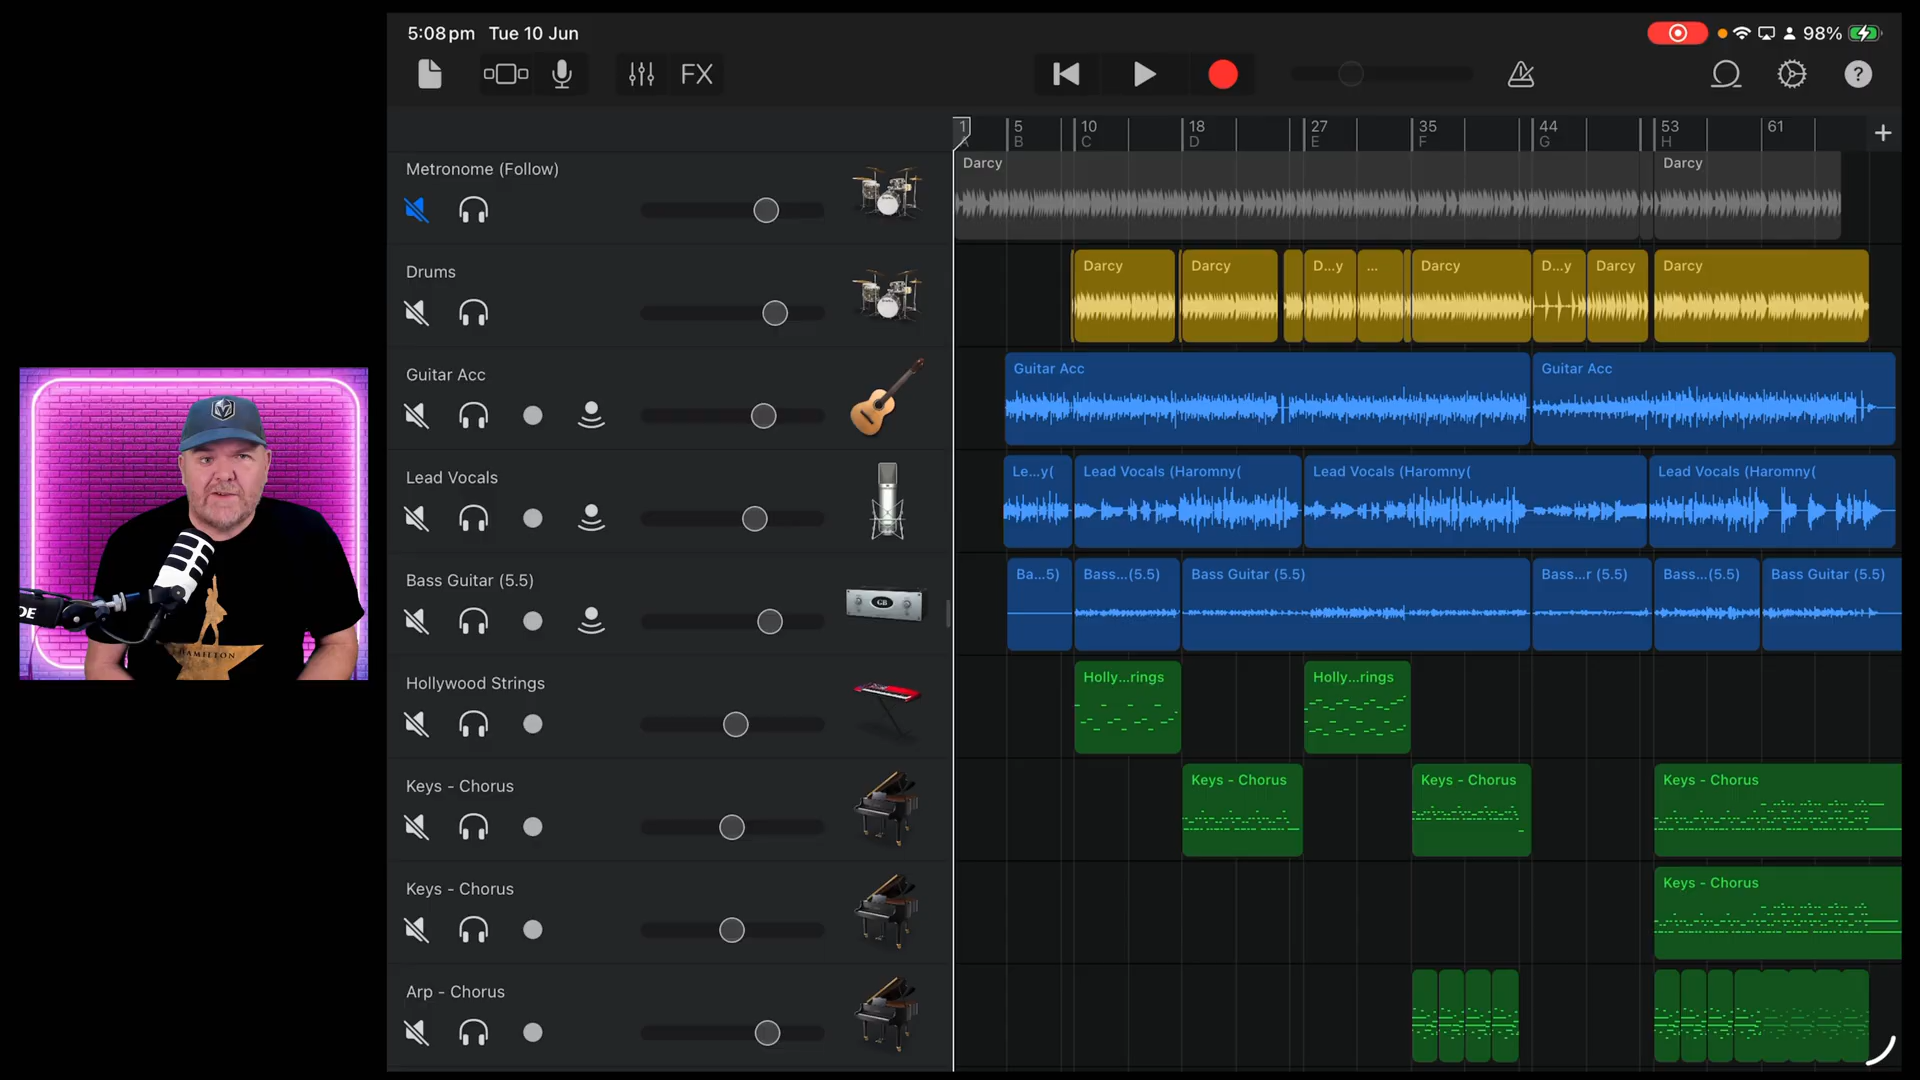 5:08pm Tue 10 Jun
98%
FX
?
1 5 10 18 27 35 44 53 61 +
A B C D E F G H
Metronome (Follow)
Darcy Darcy
Drums
Darcy Darcy D...y ... Darcy D...y Darcy Darcy
Guitar Acc
Guitar Acc Guitar Acc
Lead Vocals
Le...y( Lead Vocals (Haromny( Lead Vocals (Haromny( Lead Vocals (Haromny(
Bass Guitar (5.5)
GB
Ba...5) Bass...(5.5) Bass Guitar (5.5) Bass...r (5.5) Bass...(5.5) Bass Guitar (5.5)
Hollywood Strings
Holly...rings Holly...rings
Keys - Chorus
Keys - Chorus Keys - Chorus Keys - Chorus
Keys - Chorus
Keys - Chorus
Arp - Chorus
DE
HAMILTON